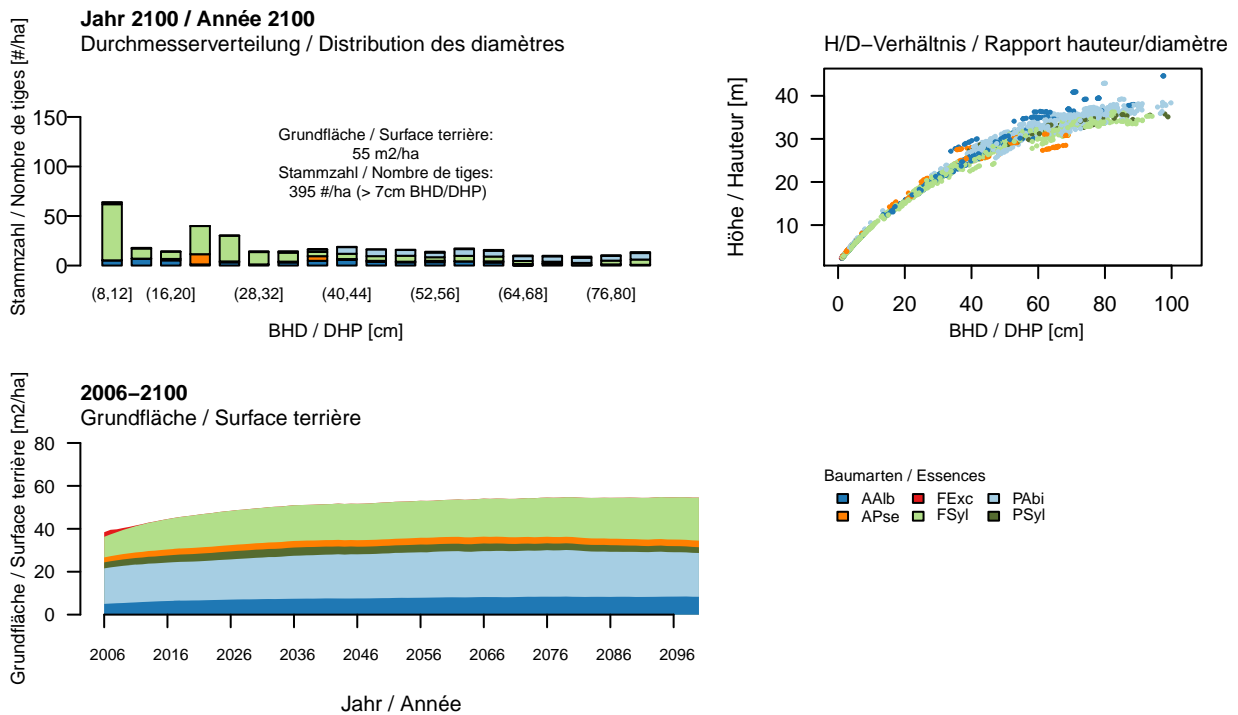 Jahr 2100 / Année 2100
Durchmesserverteilung / Distribution des diamètres
Stammzahl / Nombre de tiges [#/ha]
150
100
50
0
Grundfläche / Surface terrière:
55 m2/ha
Stammzahl / Nombre de tiges:
395 #/ha (> 7cm BHD/DHP)
(8,12] (16,20] (28,32] (40,44] (52,56] (64,68] (76,80]
BHD / DHP [cm]
H/D−Verhältnis / Rapport hauteur/diamètre
Höhe / Hauteur [m]
40
30
20
10
0 20 40 60 80 100
BHD / DHP [cm]
2006−2100
Grundfläche / Surface terrière
Grundfläche / Surface terrière [m2/ha]
80
60
40
20
0
2006 2016 2026 2036 2046 2056 2066 2076 2086 2096
Jahr / Année
Baumarten / Essences
AAlb FExc PAbi
APse FSyl PSyl